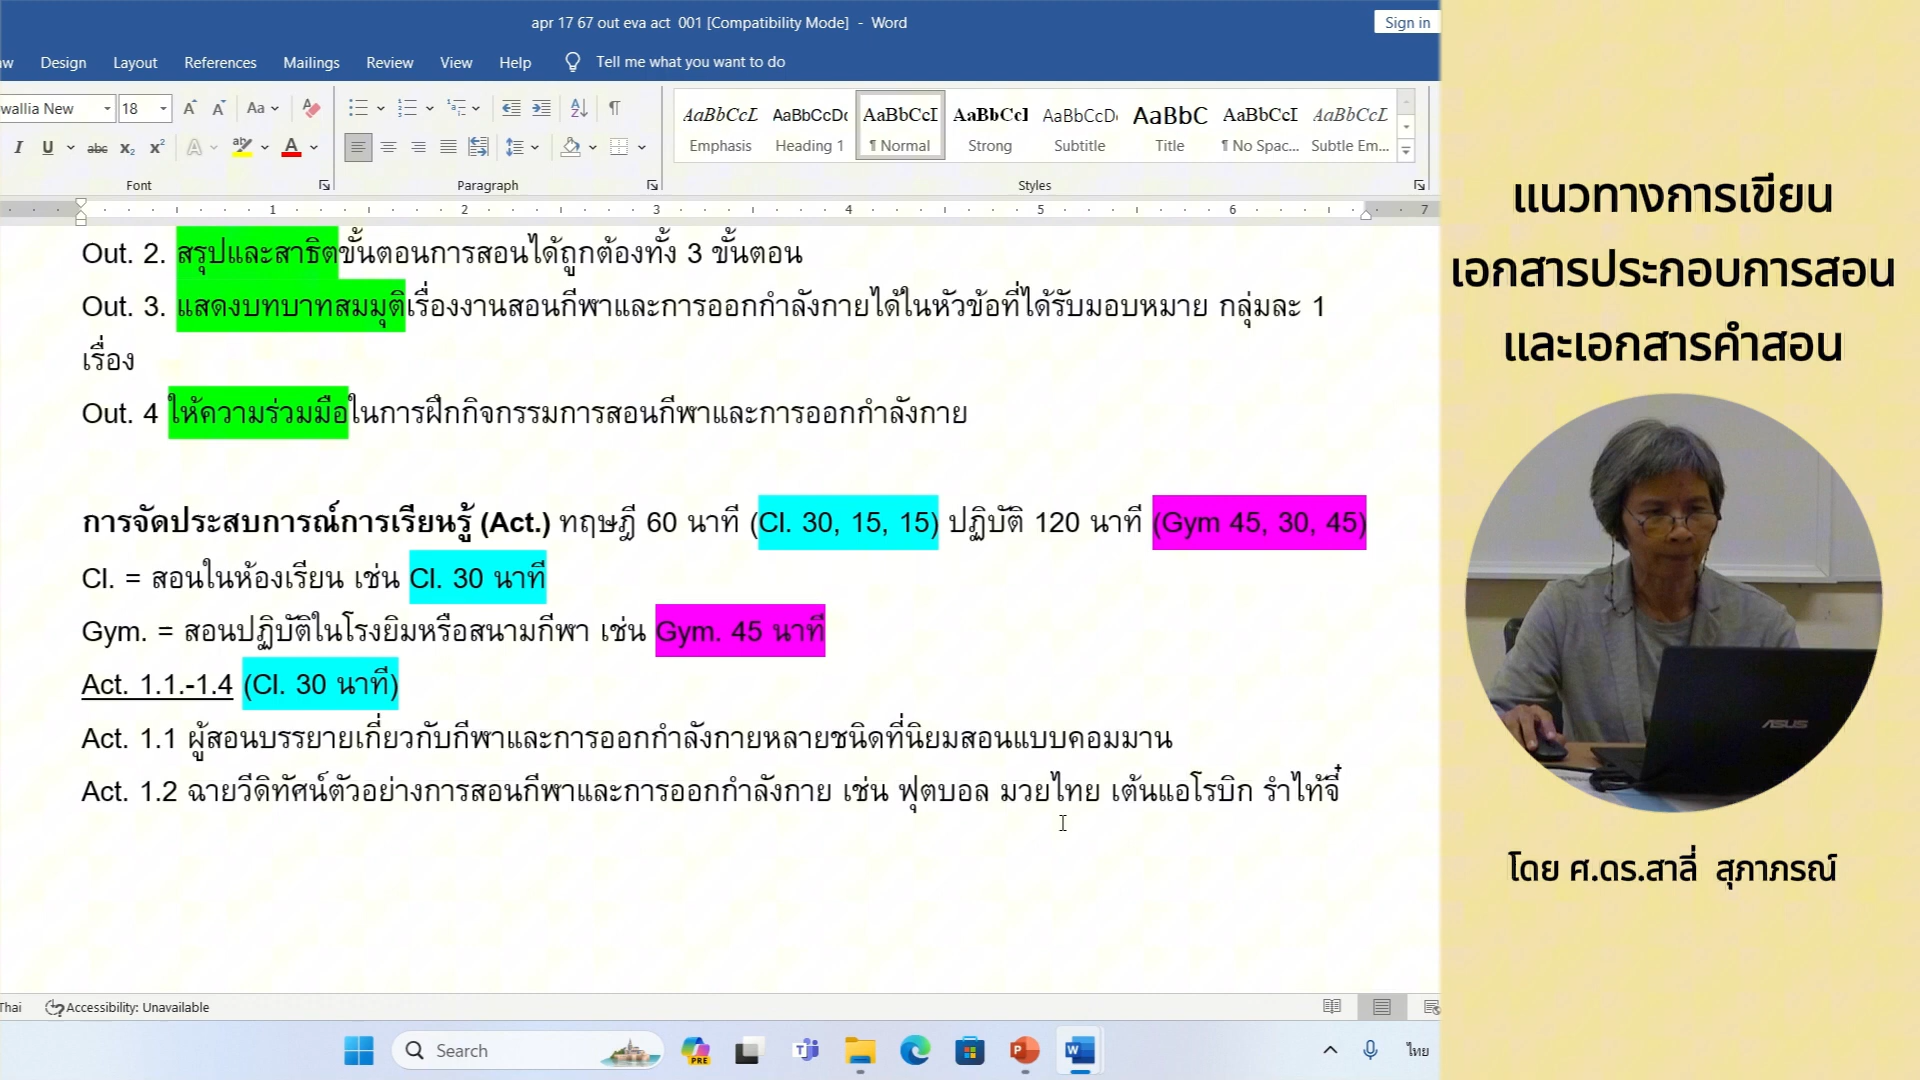 apr 17 67 out eva act 001 [Compatibility Mode] - Word
Sign in
Design Layout References Mailings Review View Help Tell me what you want to do
wallia New 18 Aa
AaBbCcL AaBbCcDc AaBbCcI AaBbCcI AaBbCcD AaBbC AaBbCcI AaBbCcL
Emphasis Heading 1 ¶ Normal Strong Subtitle Title ¶ No Spac... Subtle Em...
Font Paragraph Styles
1 2 3 4 5 6 7
Out. 2. สรุปและสาธิตขั้นตอนการสอนได้ถูกต้องทั้ง 3 ขั้นตอน
Out. 3. แสดงบทบาทสมมุติเรื่องงานสอนกีฬาและการออกกำลังกายได้ในหัวข้อที่ได้รับมอบหมาย กลุ่มละ 1
เรื่อง
Out. 4 ให้ความร่วมมือในการฝึกกิจกรรมการสอนกีฬาและการออกกำลังกาย
การจัดประสบการณ์การเรียนรู้ (Act.) ทฤษฎี 60 นาที (Cl. 30, 15, 15) ปฏิบัติ 120 นาที (Gym 45, 30, 45)
Cl. = สอนในห้องเรียน เช่น Cl. 30 นาที
Gym. = สอนปฏิบัติในโรงยิมหรือสนามกีฬา เช่น Gym. 45 นาที
Act. 1.1.-1.4 (Cl. 30 นาที)
Act. 1.1 ผู้สอนบรรยายเกี่ยวกับกีฬาและการออกกำลังกายหลายชนิดที่นิยมสอนแบบคอมมาน
Act. 1.2 ฉายวีดิทัศน์ตัวอย่างการสอนกีฬาและการออกกำลังกาย เช่น ฟุตบอล มวยไทย เต้นแอโรบิก รำไท้จี๋
Thai Accessibility: Unavailable
Search
PRE
ไทย
แนวทางการเขียน
เอกสารประกอบการสอน
และเอกสารคำสอน
ASUS
โดย ศ.ดร.สาลี่ สุภาภรณ์